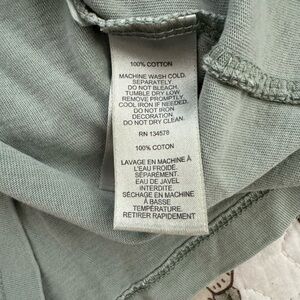 100% COTTON
MACHINE WASH COLD.
SEPARATELY.
DO NOT BLEACH.
TUMBLE DRY LOW.
REMOVE PROMPTLY.
COOL IRON IF NEEDED.
DO NOT IRON
DECORATION.
DO NOT DRY CLEAN.
RN 134578
100% COTON
LAVAGE EN MACHINE À
L'EAU FROIDE.
SÉPARÉMENT.
EAU DE JAVEL
INTERDITE.
SÉCHAGE EN MACHINE
À BASSE
TEMPÉRATURE.
RETIRER RAPIDEMENT